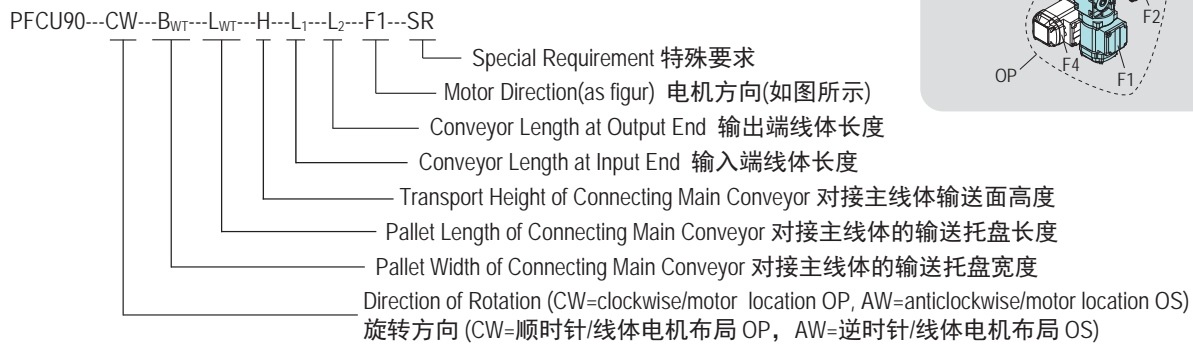 PFCU90---CW---BWT---LWT---H---L1---L2---F1---SR
Special Requirement 特殊要求
Motor Direction(as figur) 电机方向(如图所示)
Conveyor Length at Output End 输出端线体长度
Conveyor Length at Input End 输入端线体长度
Transport Height of Connecting Main Conveyor 对接主线体输送面高度
Pallet Length of Connecting Main Conveyor 对接主线体的输送托盘长度
Pallet Width of Connecting Main Conveyor 对接主线体的输送托盘宽度
Direction of Rotation (CW=clockwise/motor location OP, AW=anticlockwise/motor location OS)
旋转方向 (CW=顺时针/线体电机布局 OP，AW=逆时针/线体电机布局 OS)
F2
F4
OP
F1